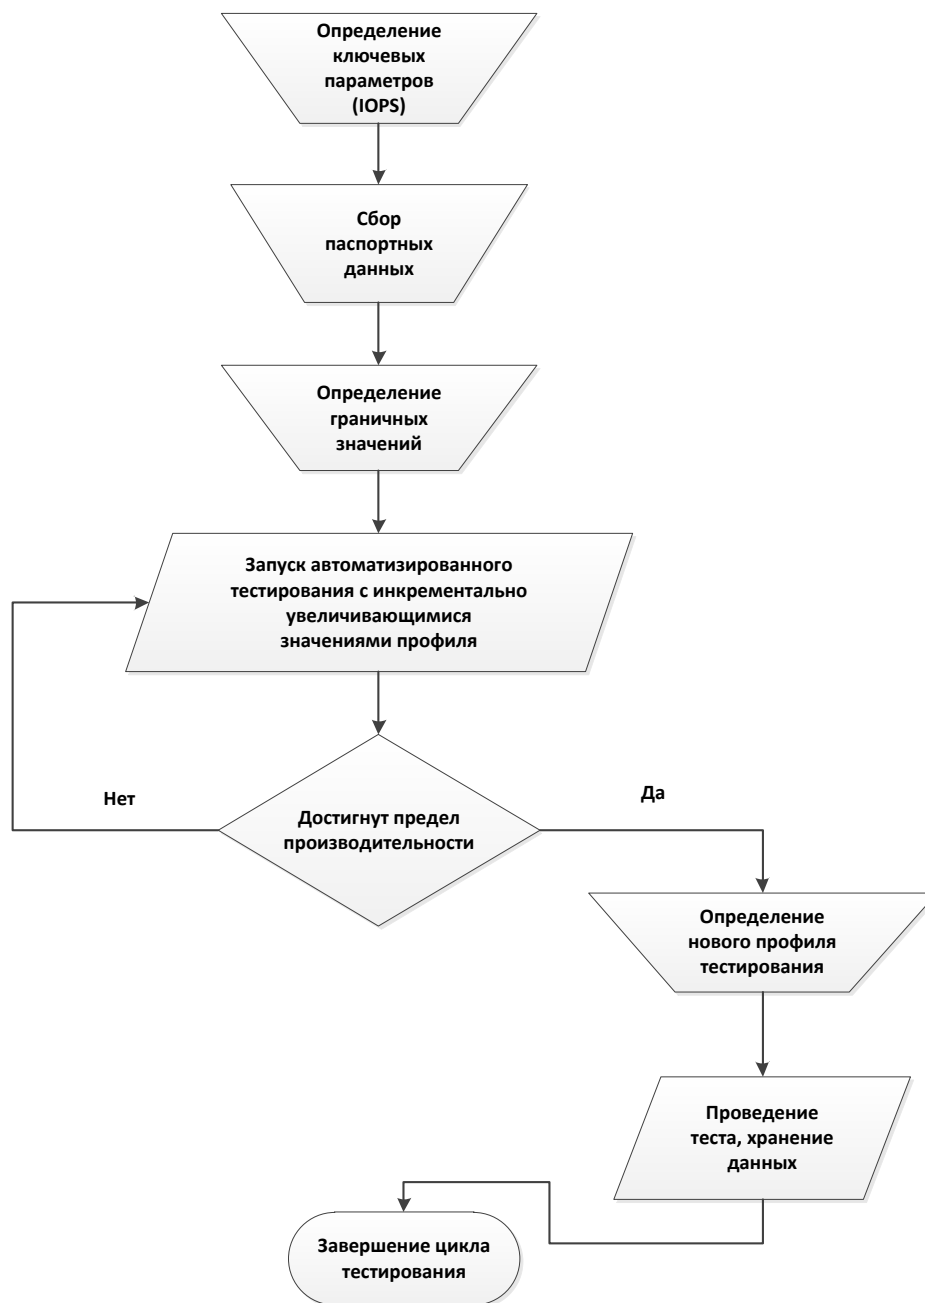 Определение
ключевых
параметров
(IOPS)
Сбор
паспортных
данных
Определение
граничных
значений
Запуск автоматизированного
тестирования с инкрементально
увеличивающимися
значениями профиля
Нет
Да
Достигнут предел
производительности
Определение
нового профиля
тестирования
Проведение
теста, хранение
данных
Завершение цикла
тестирования